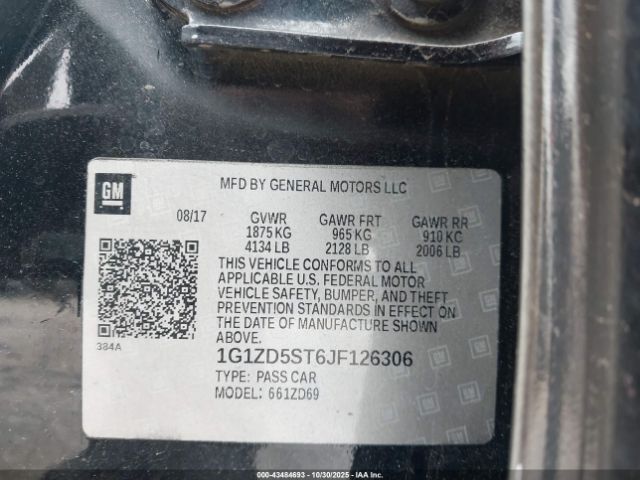 GM
MFD BY GENERAL MOTORS LLC
08/17 GVWR GAWR FRT GAWR RR
1875 KG 965 KG 910 KG
4134 LB 2128 LB 2006 LB
THIS VEHICLE CONFORMS TO ALL
APPLICABLE U.S. FEDERAL MOTOR
VEHICLE SAFETY, BUMPER, AND THEFT
PREVENTION STANDARDS IN EFFECT ON
THE DATE OF MANUFACTURE SHOWN
ABOVE.
384A
1G1ZD5ST6JF126306
TYPE: PASS CAR
MODEL: 661ZD69
© 43484693 - 10/30/2025 - IAA Inc.